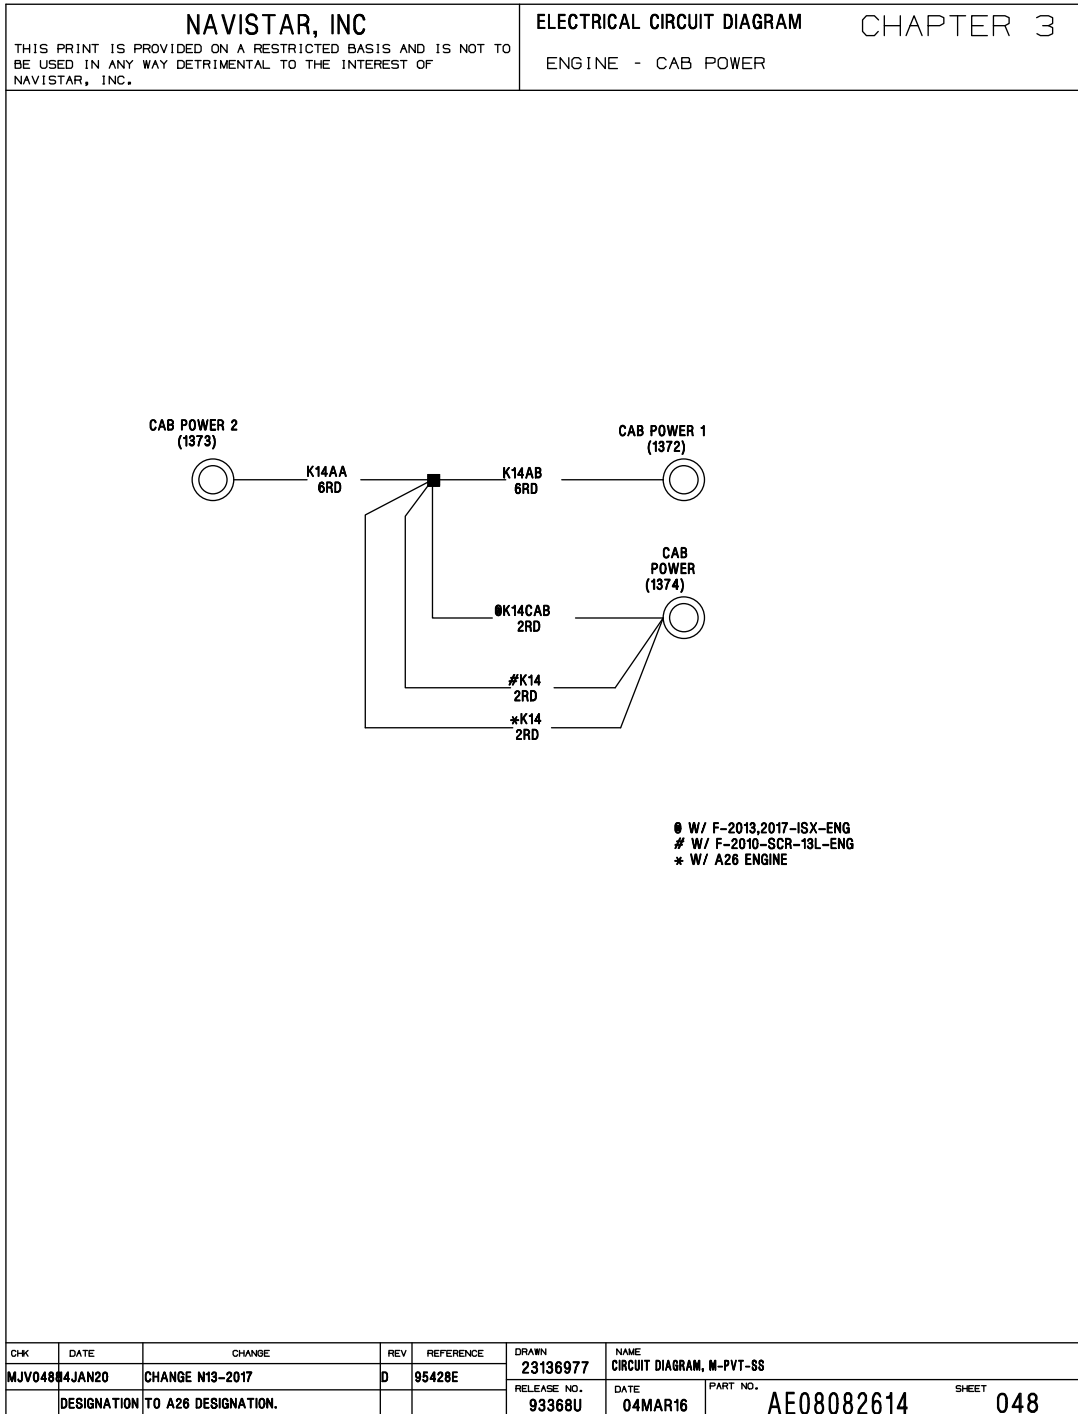 NAVISTAR, INC
THIS PRINT IS PROVIDED ON A RESTRICTED BASIS AND IS NOT TO
BE USED IN ANY WAY DETRIMENTAL TO THE INTEREST OF
NAVISTAR, INC.
ELECTRICAL CIRCUIT DIAGRAM
CHAPTER 3
ENGINE - CAB POWER
CAB POWER 2
(1373)
K14AA
6RD
K14AB
6RD
CAB POWER 1
(1372)
CAB
POWER
(1374)
@K14CAB
2RD
#K14
2RD
*K14
2RD
@ W/ F-2013,2017-ISX-ENG
# W/ F-2010-SCR-13L-ENG
* W/ A26 ENGINE
CHK DATE CHANGE REV REFERENCE
MJV048 4JAN20 CHANGE N13-2017 D 95428E
DESIGNATION TO A26 DESIGNATION.
DRAWN
23136977
NAME
CIRCUIT DIAGRAM, M-PVT-SS
RELEASE NO.
93368U
DATE
04MAR16
PART NO.
AE08082614
SHEET
048